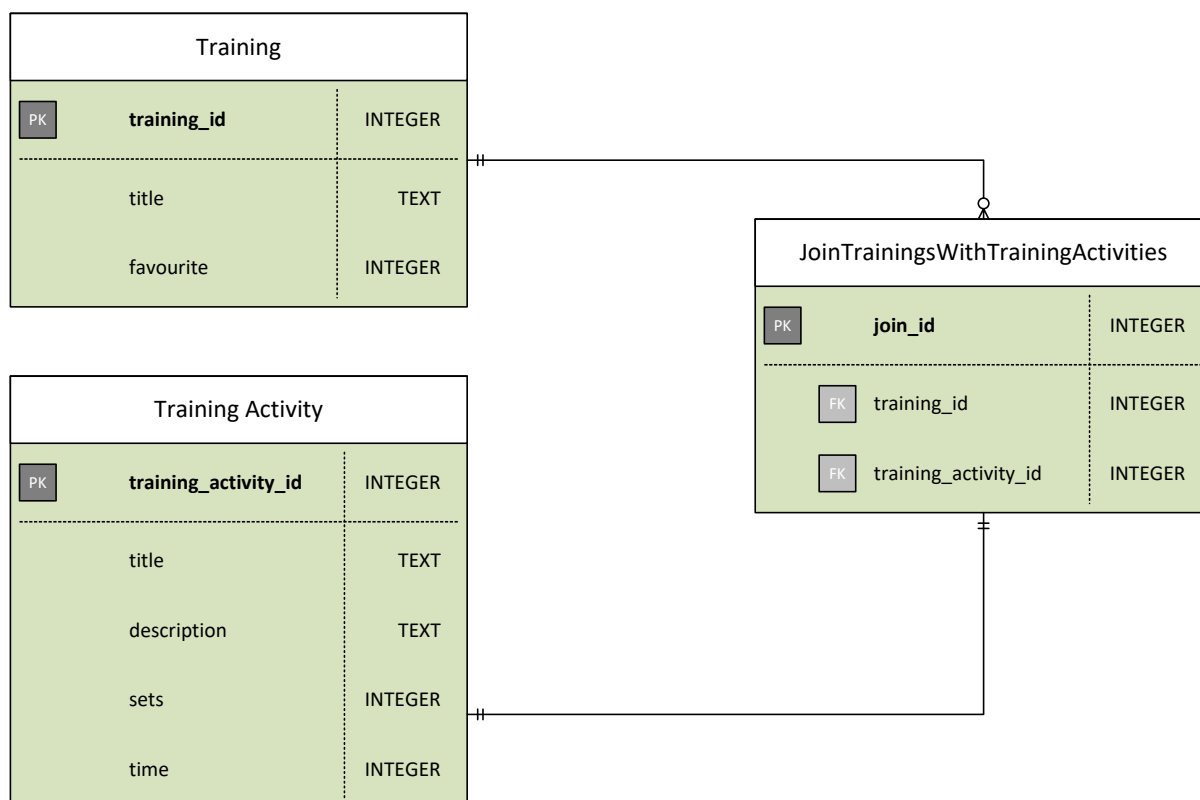 Training
PK training_id INTEGER
title TEXT
favourite INTEGER
Training Activity
PK training_activity_id INTEGER
title TEXT
description TEXT
sets INTEGER
time INTEGER
JoinTrainingsWithTrainingActivities
PK join_id INTEGER
FK training_id INTEGER
FK training_activity_id INTEGER